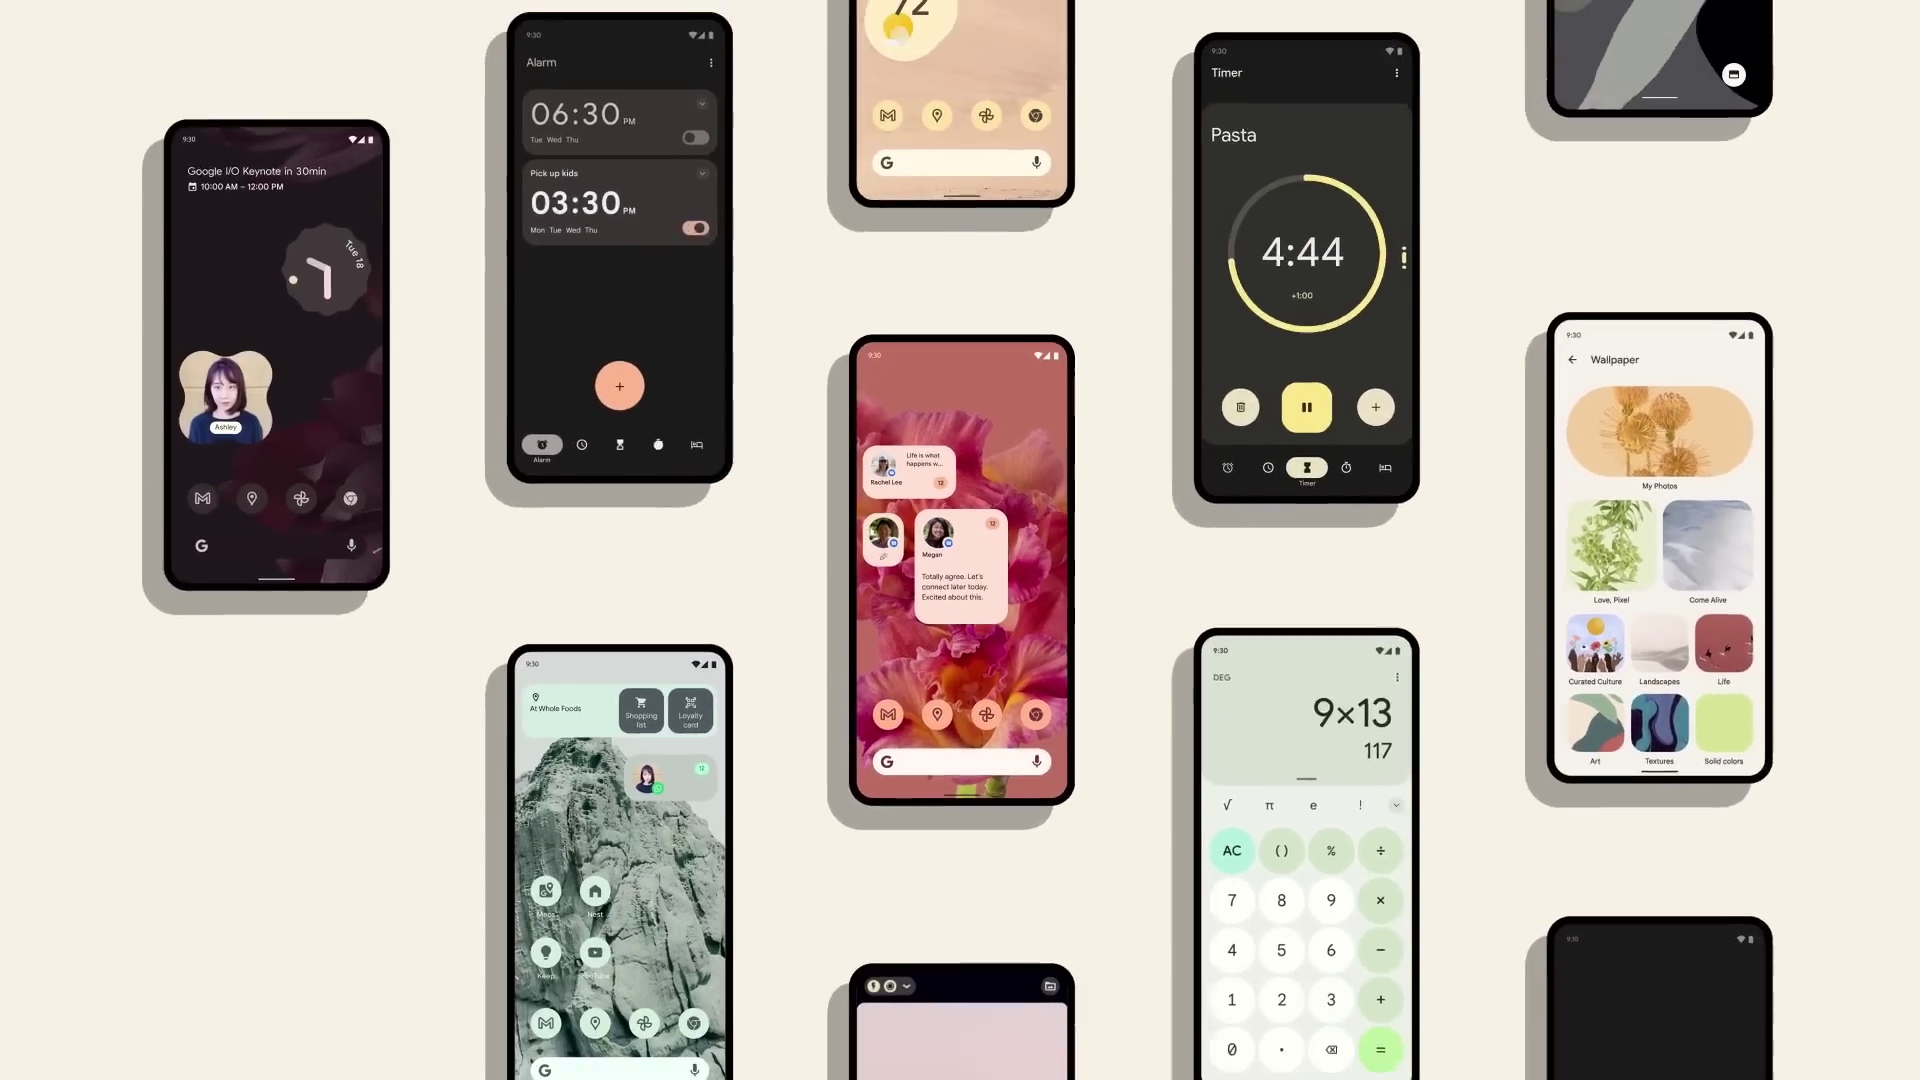 9:30
Google I/O Keynote in 30min
10:00 AM – 12:00 PM
Tue 18
Ashley
G
9:30
Alarm
06:30 PM
Tue Wed Thu
Pick up kids
03:30 PM
Mon Tue Wed Thu
+
Alarm
9:30
At Whole Foods
Shopping
list
Loyalty
card
12
Maps
Nest
Keep
YouTube
G
72
G
9:30
Life is what
happens w...
Rachel Lee
12
12
Megan
Totally agree. Let's
connect later today.
Excited about this.
G
9:30
Timer
Pasta
4:44
+1:00
+
Timer
9:30
DEG
9×13
117
√ π e !
AC ( ) % ÷
7 8 9 ×
4 5 6 −
1 2 3 +
0 . =
9:30
Wallpaper
My Photos
Love, Pixel
Come Alive
Curated Culture
Landscapes
Life
Art
Textures
Solid colors
9:30